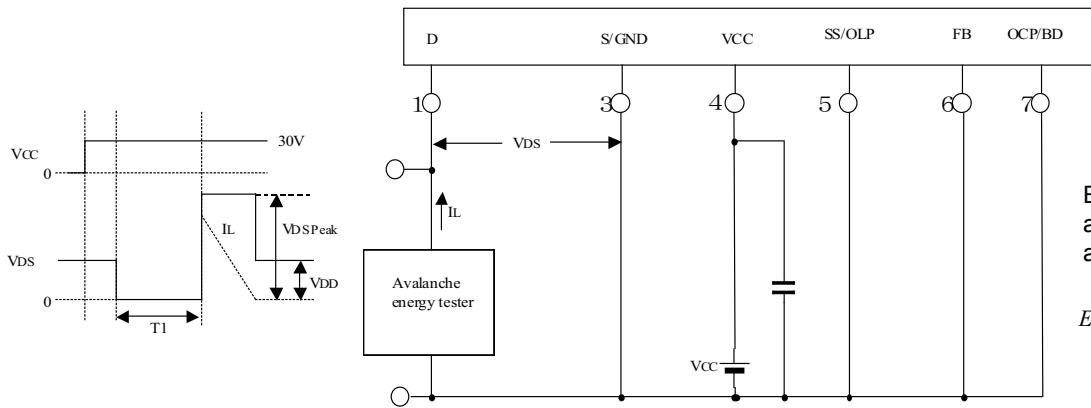 D S/GND VCC SS/OLP FB OCP/BD
1 3 4 5 6 7
VCC 30V
0
VDS
IL
IL VDSPeak
VDS
VDD
0
T1
Avalanche
energy tester
VCC
E
a
a
E